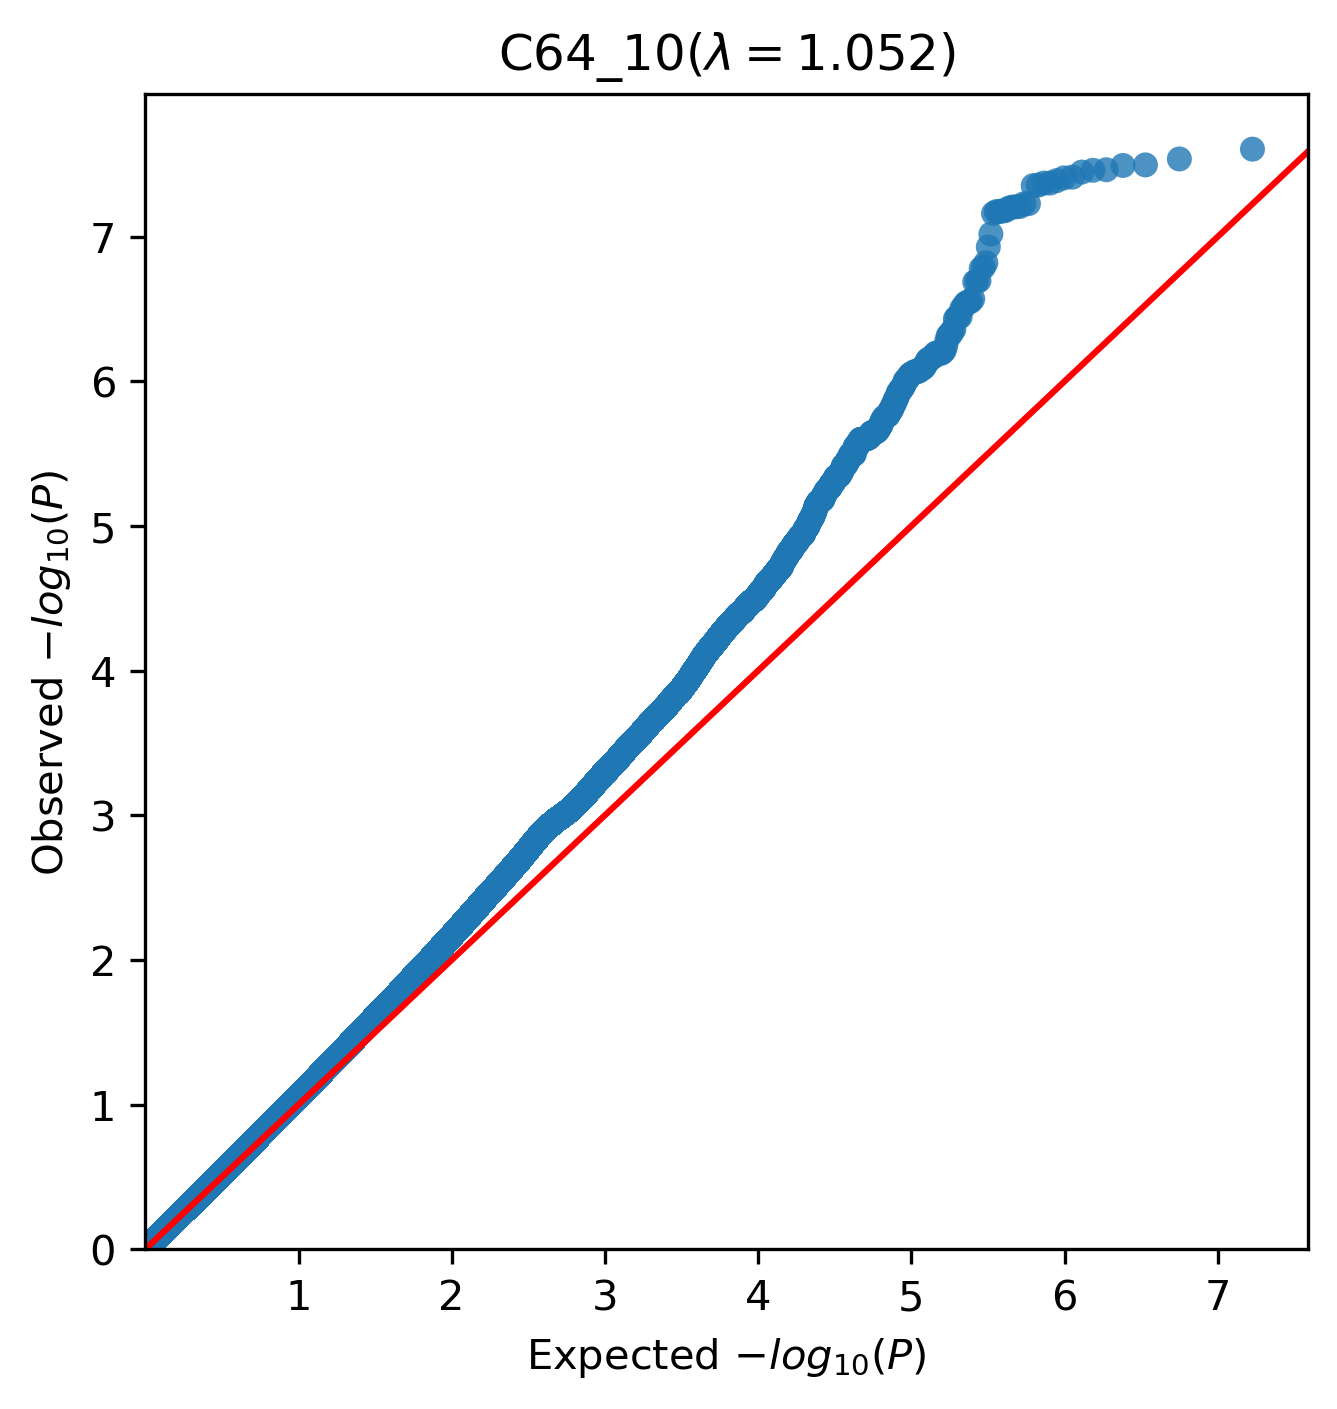 C64_10(λ = 1.052)
Observed −log₁₀(P)
7
6
5
4
3
2
1
0
1 2 3 4 5 6 7
Expected −log₁₀(P)